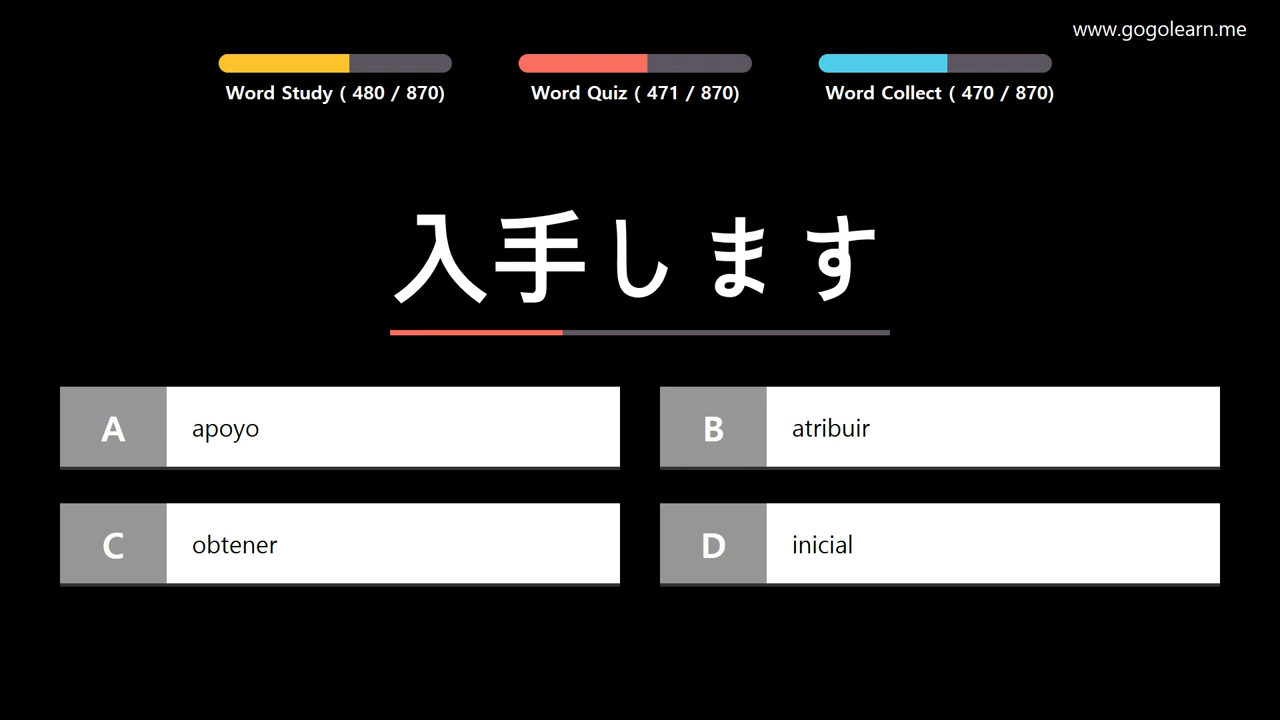 www.gogolearn.me
Word Study ( 480 / 870)
Word Quiz ( 471 / 870)
Word Collect ( 470 / 870)
入手します
A apoyo
B atribuir
C obtener
D inicial